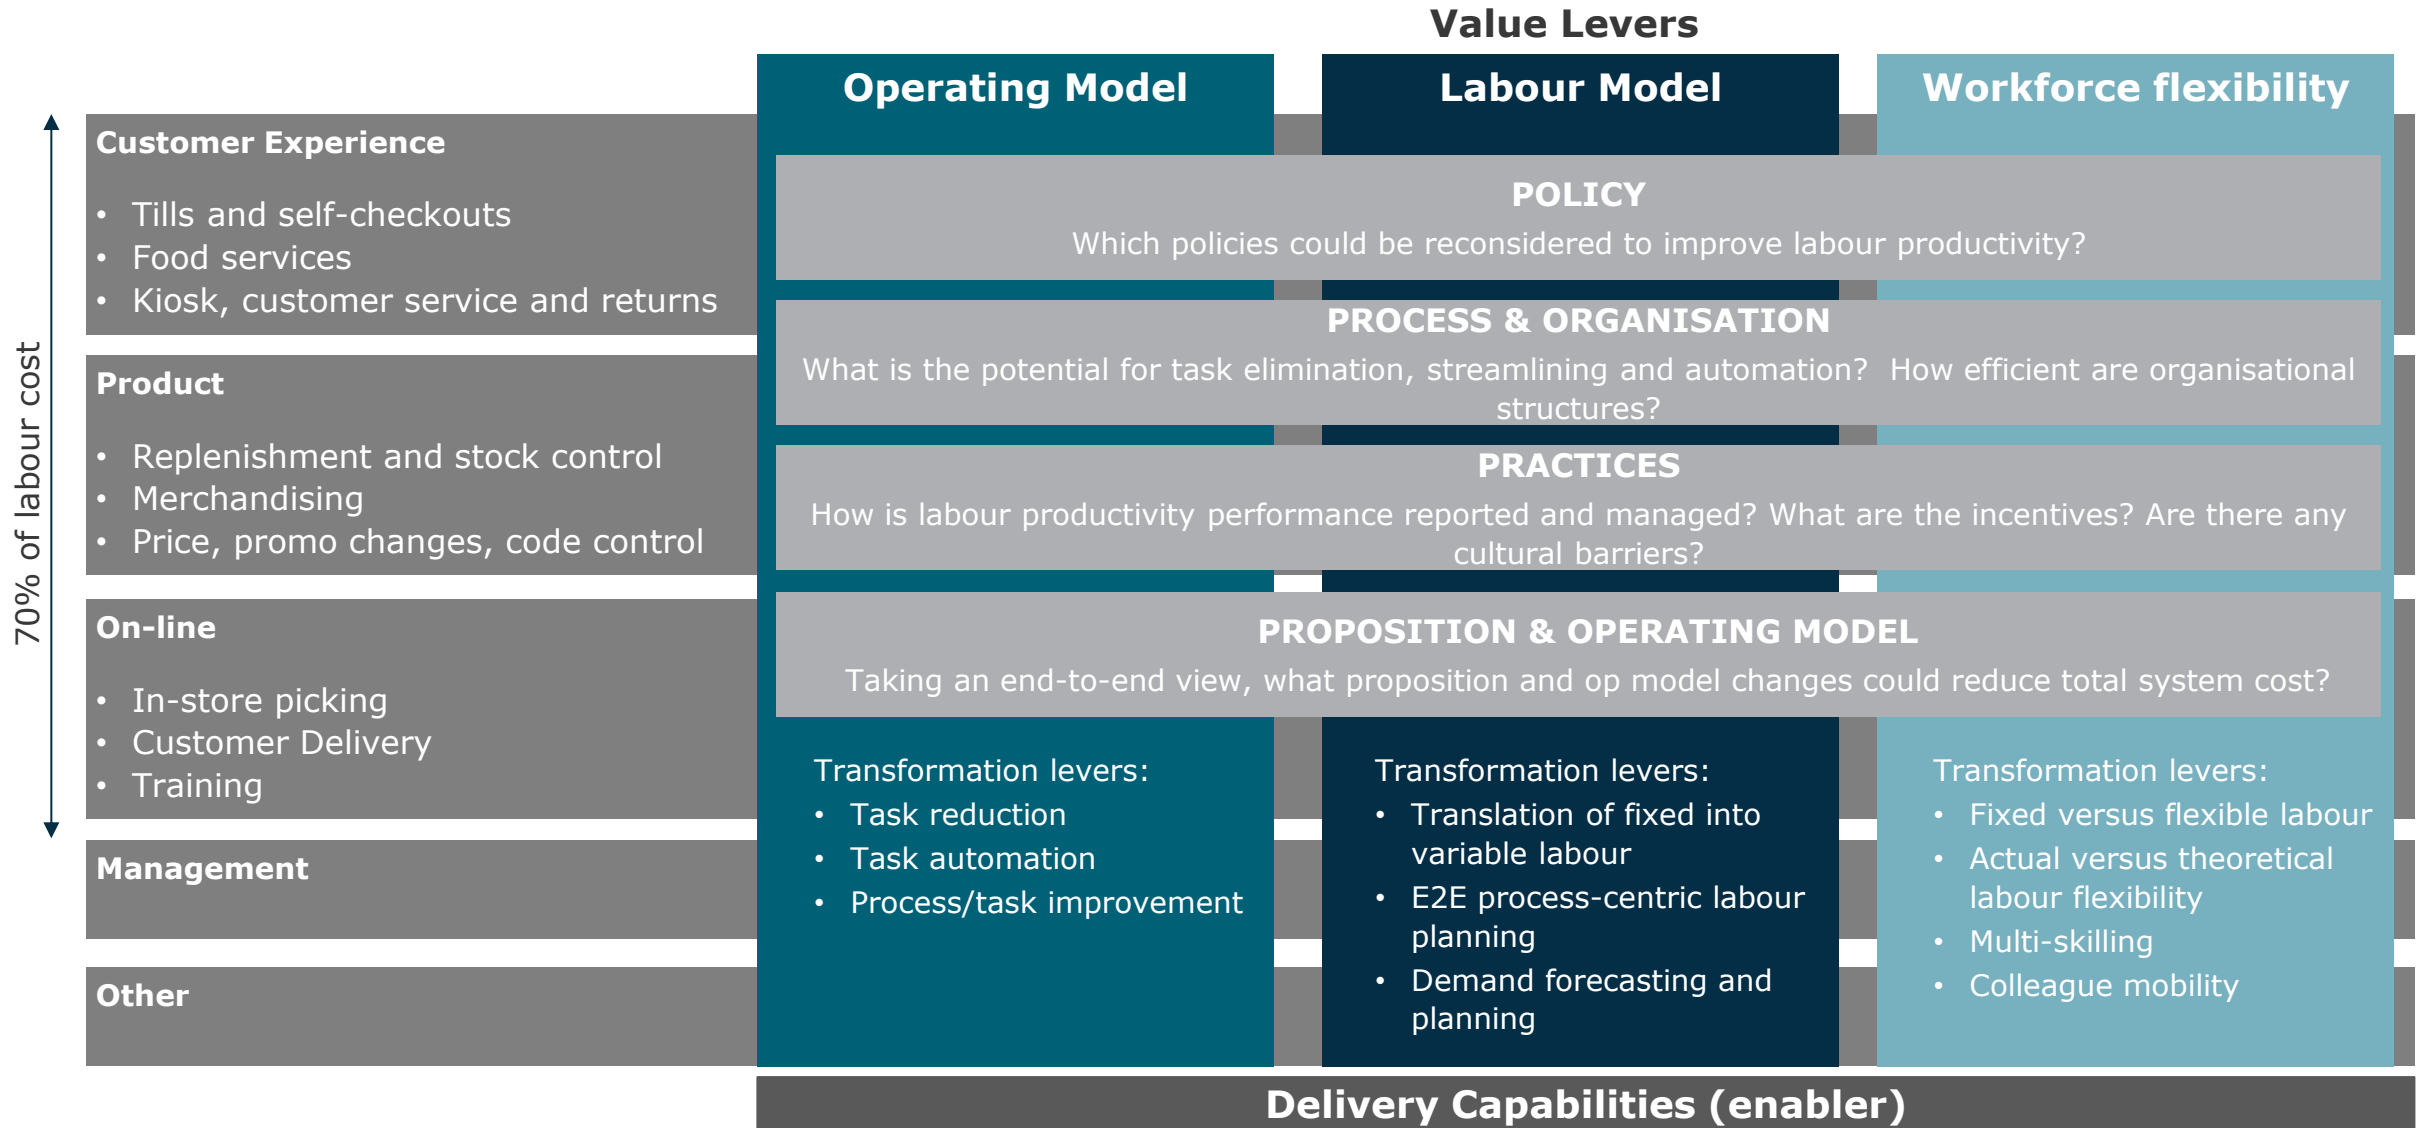 Value Levers
Operating Model
Labour Model
Workforce flexibility
70% of labour cost
Customer Experience
• Tills and self-checkouts
• Food services
• Kiosk, customer service and returns
Product
• Replenishment and stock control
• Merchandising
• Price, promo changes, code control
On-line
• In-store picking
• Customer Delivery
• Training
Management
Other
POLICY
Which policies could be reconsidered to improve labour productivity?
PROCESS & ORGANISATION
What is the potential for task elimination, streamlining and automation?  How efficient are organisational
structures?
PRACTICES
How is labour productivity performance reported and managed? What are the incentives? Are there any
cultural barriers?
PROPOSITION & OPERATING MODEL
Taking an end-to-end view, what proposition and op model changes could reduce total system cost?
Transformation levers:
• Task reduction
• Task automation
• Process/task improvement
Transformation levers:
• Translation of fixed into
variable labour
• E2E process-centric labour
planning
• Demand forecasting and
planning
Transformation levers:
• Fixed versus flexible labour
• Actual versus theoretical
labour flexibility
• Multi-skilling
• Colleague mobility
Delivery Capabilities (enabler)